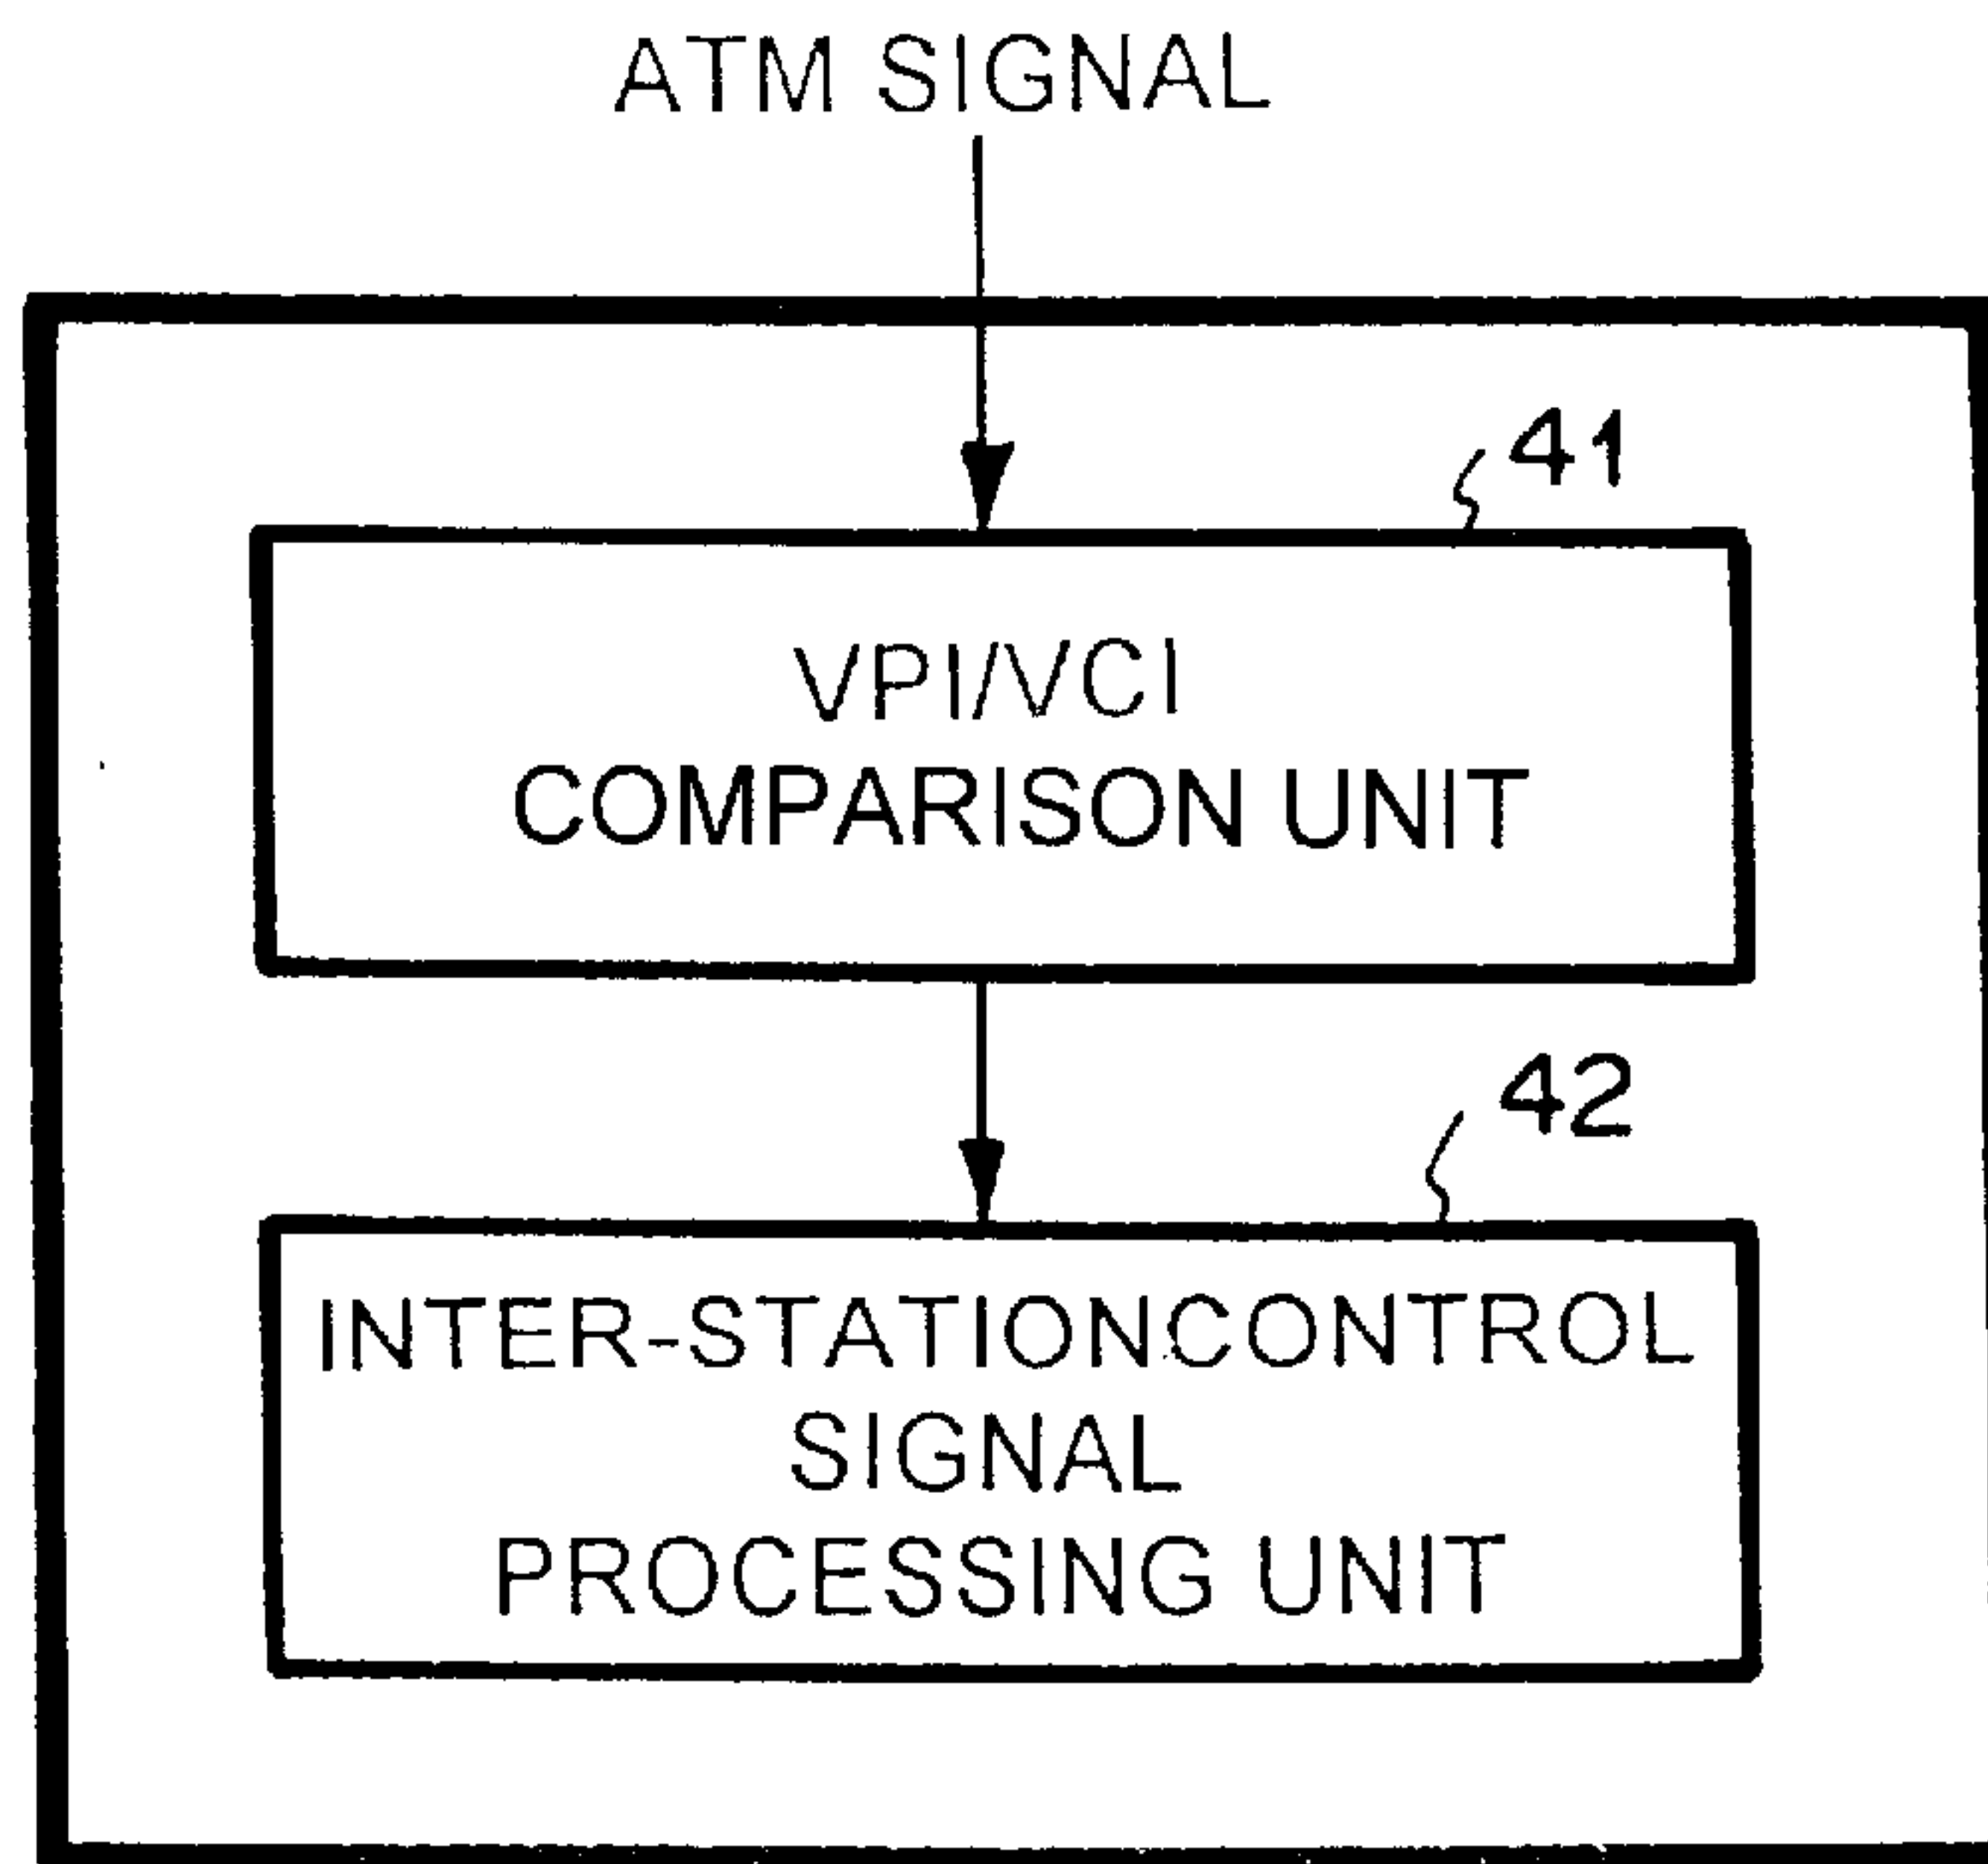 ATM SIGNAL
41
VPI/VCI
COMPARISON UNIT
42
INTER-STATIONCONTROL
SIGNAL
PROCESSING UNIT